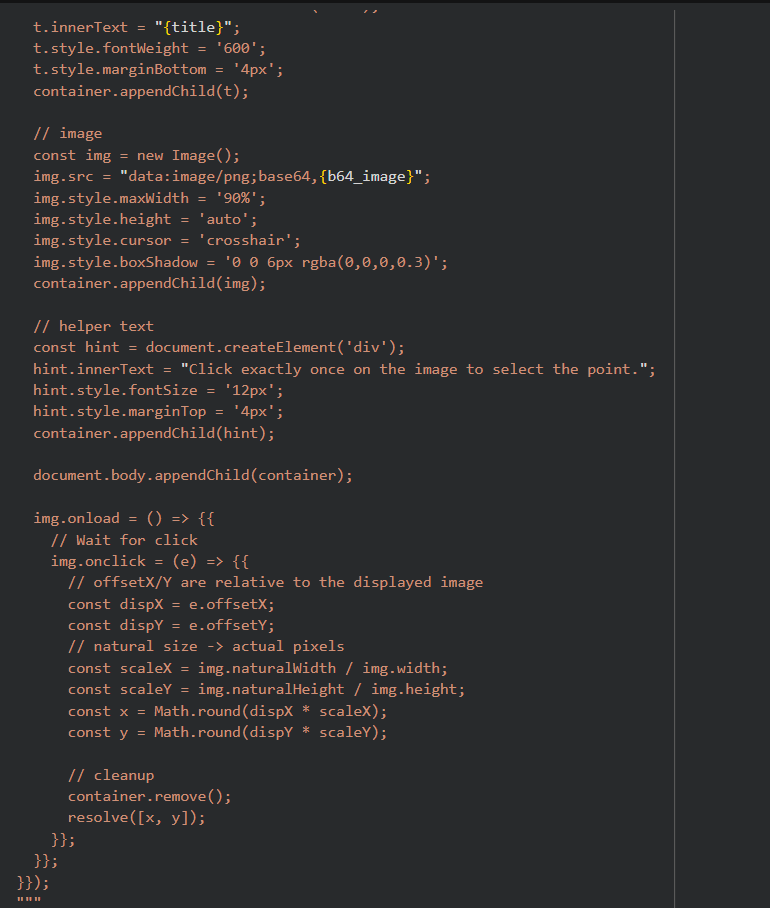 t.innerText = "{title}";
t.style.fontWeight = '600';
t.style.marginBottom = '4px';
container.appendChild(t);

// image
const img = new Image();
img.src = "data:image/png;base64,{b64_image}";
img.style.maxWidth = '90%';
img.style.height = 'auto';
img.style.cursor = 'crosshair';
img.style.boxShadow = '0 0 6px rgba(0,0,0,0.3)';
container.appendChild(img);

// helper text
const hint = document.createElement('div');
hint.innerText = "Click exactly once on the image to select the point.";
hint.style.fontSize = '12px';
hint.style.marginTop = '4px';
container.appendChild(hint);

document.body.appendChild(container);

img.onload = () => {{
  // Wait for click
  img.onclick = (e) => {{
    // offsetX/Y are relative to the displayed image
    const dispX = e.offsetX;
    const dispY = e.offsetY;
    // natural size -> actual pixels
    const scaleX = img.naturalWidth / img.width;
    const scaleY = img.naturalHeight / img.height;
    const x = Math.round(dispX * scaleX);
    const y = Math.round(dispY * scaleY);

    // cleanup
    container.remove();
    resolve([x, y]);
  }};
}};
}});
"""